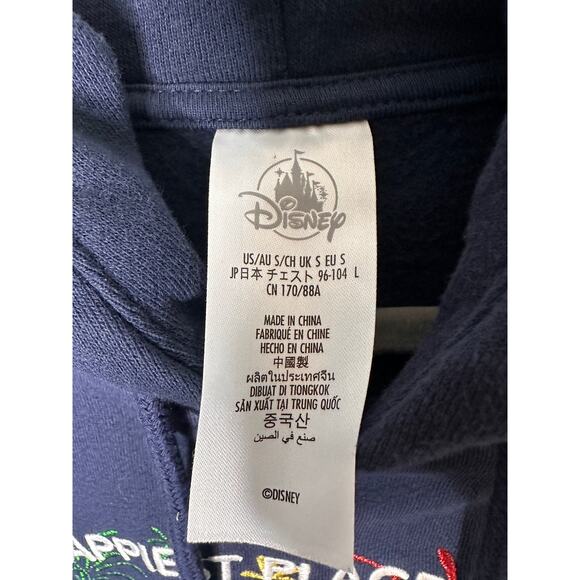 Disney
US/AU S/CH UK S EU S
JP日本 チェスト 96-104 L
CN 170/88A
MADE IN CHINA
FABRIQUÉ EN CHINE
HECHO EN CHINA
中國製
ผลิตในประเทศจีน
DIBUAT DI TIONGKOK
SẢN XUẤT TẠI TRUNG QUỐC
중국산
صنع في الصين
©DISNEY
APPIEST PLACE